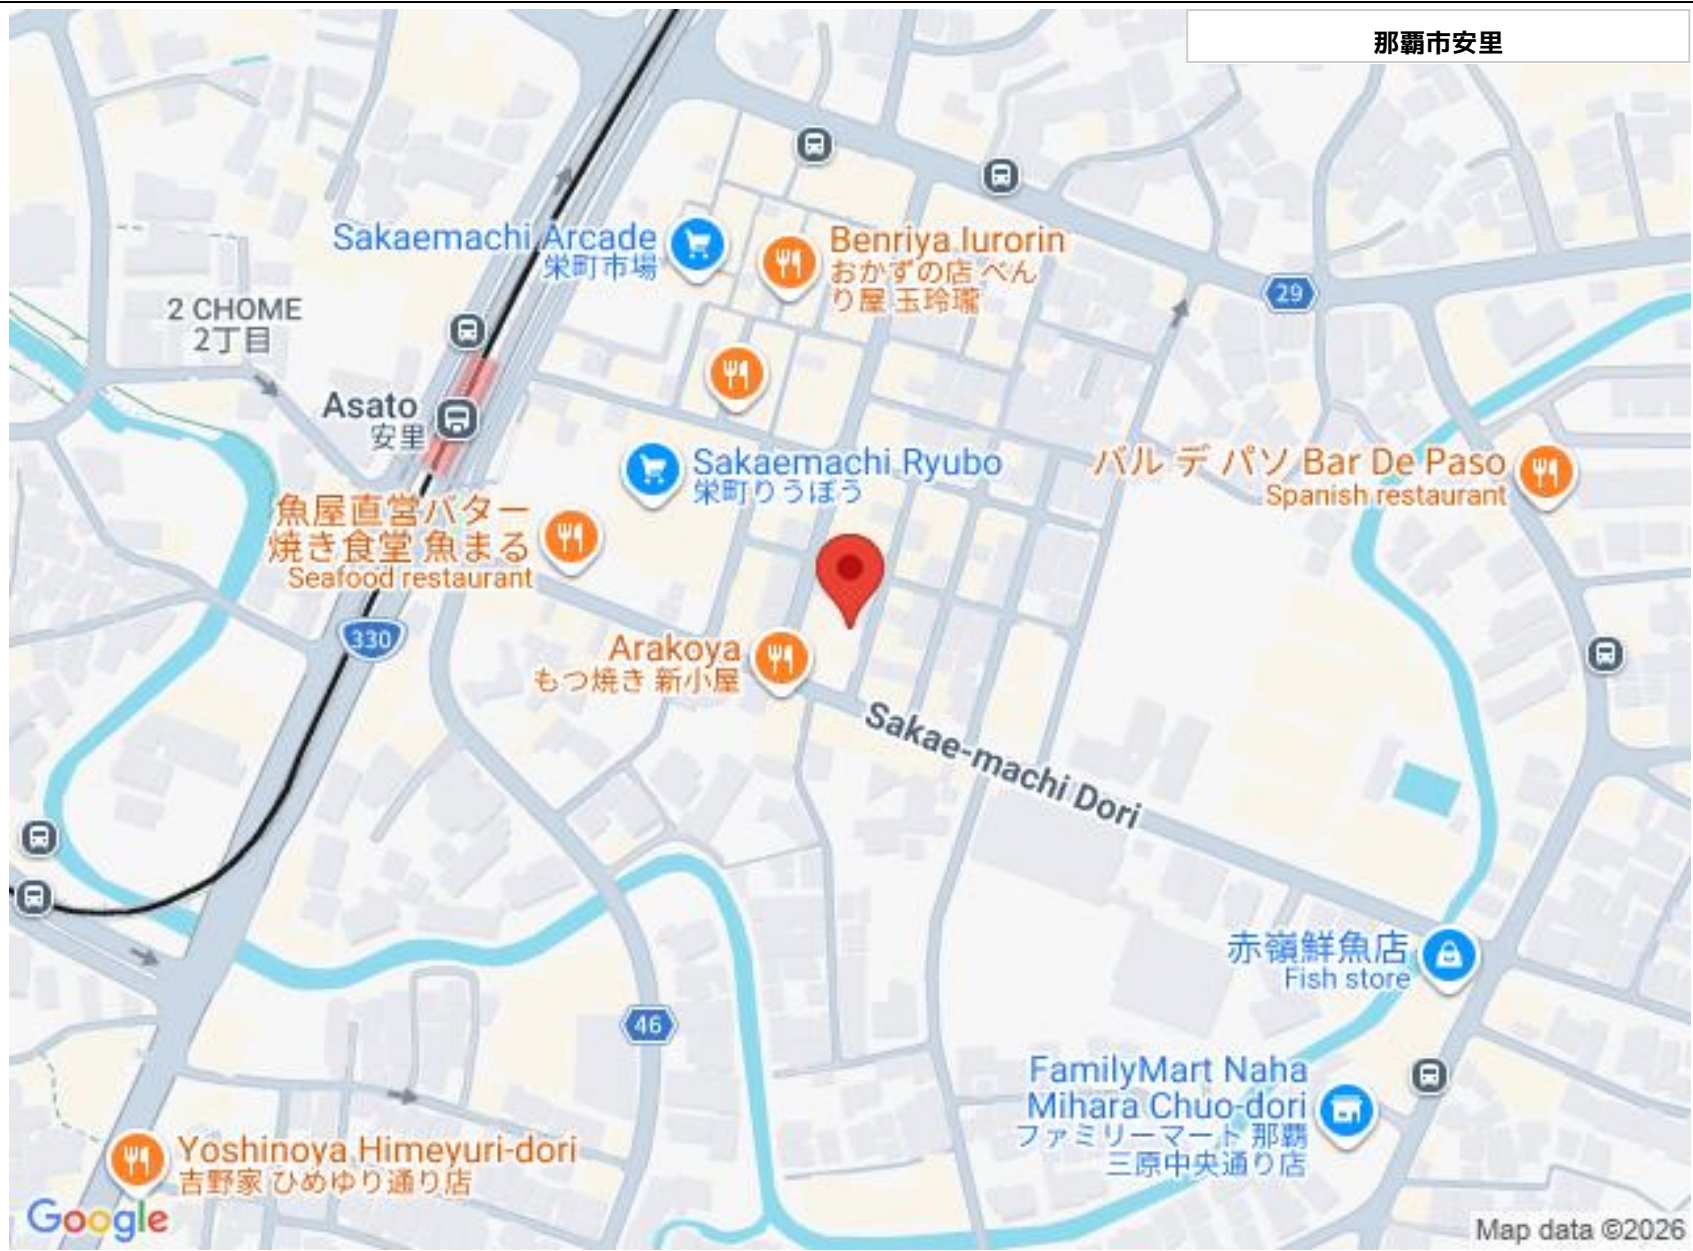 那覇市安里
Sakaemachi Arcade
栄町市場
Benriya Iurorin
おかずの店 べん
り屋 玉玲瓏
29
2 CHOME
2丁目
Asato
安里
Sakaemachi Ryubo
栄町りうぼう
バル デ パソ Bar De Paso
Spanish restaurant
魚屋直営バター
焼き食堂 魚まる
Seafood restaurant
330
Arakoya
もつ焼き 新小屋
Sakae-machi Dori
赤嶺鮮魚店
Fish store
46
FamilyMart Naha
Mihara Chuo-dori
ファミリーマート 那覇
三原中央通り店
Yoshinoya Himeyuri-dori
吉野家 ひめゆり通り店
Google
Map data ©2026